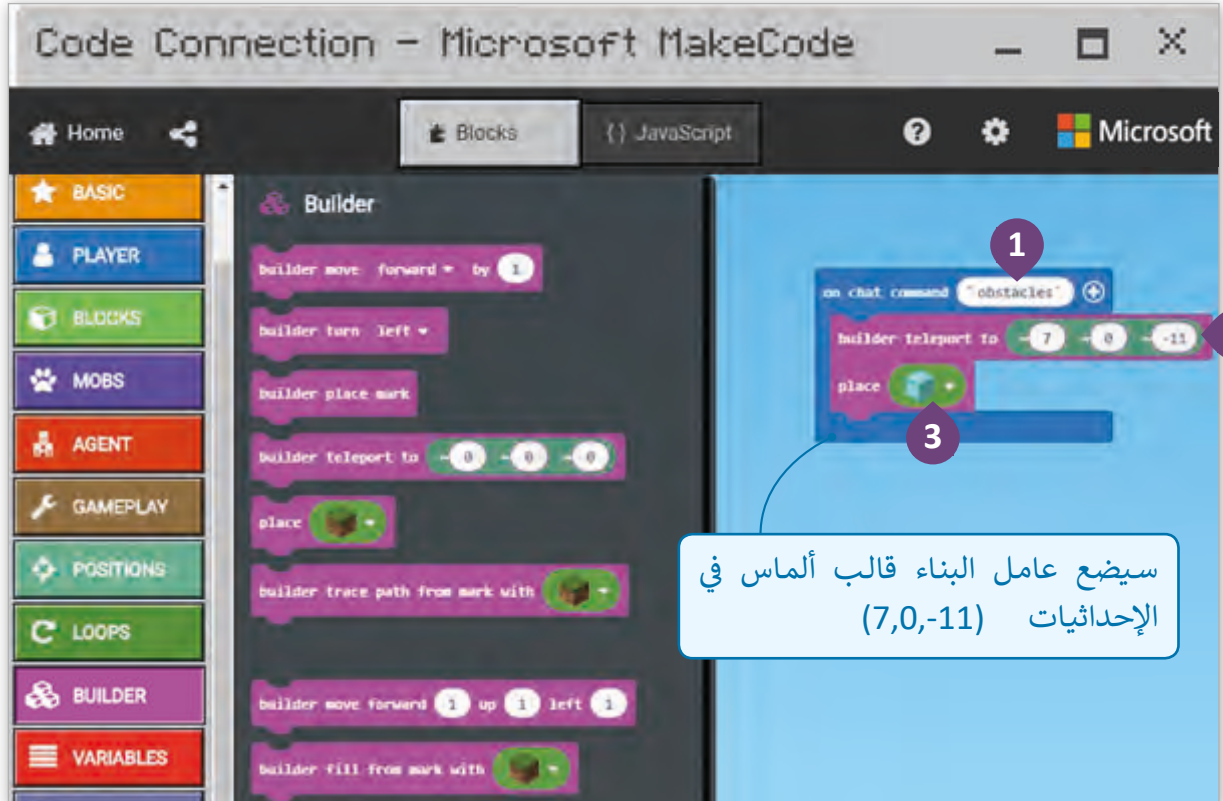 Code Connection – Microsoft MakeCode
Home
Blocks
{} JavaScript
?
Microsoft
BASIC
PLAYER
BLOCKS
MOBS
AGENT
GAMEPLAY
POSITIONS
LOOPS
BUILDER
VARIABLES
Builder
builder move forward by 1
builder turn left
builder place mark
builder teleport to ~0 ~0 ~0
place
builder trace path from mark with
builder move forward 1 up 1 left 1
builder fill from mark with
1
on chat command "obstacles"
builder teleport to ~7 ~0 ~-11
place
3
سيضع عامل البناء قالب ألماس في
الإحداثيات (7,0,-11)